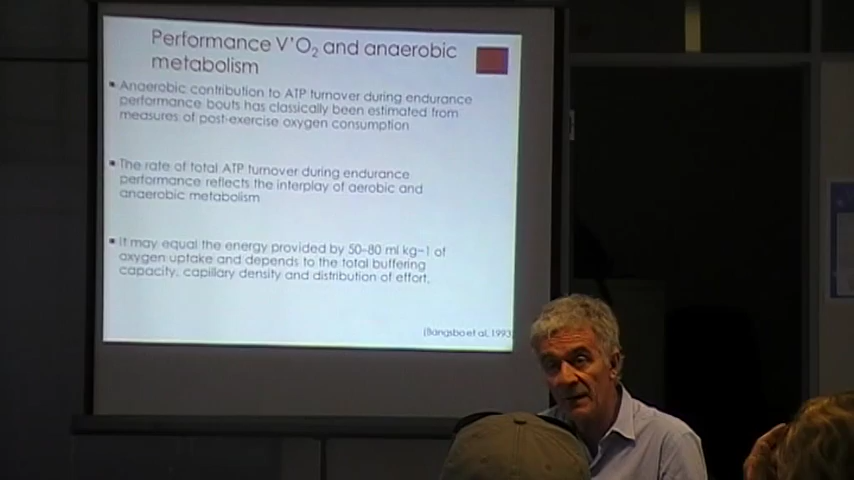 Performance V'O₂ and anaerobic
metabolism
▪ Anaerobic contribution to ATP turnover during endurance
performance bouts has classically been estimated from
measures of post-exercise oxygen consumption
▪ The rate of total ATP turnover during endurance
performance reflects the interplay of aerobic and
anaerobic metabolism
▪ It may equal the energy provided by 50–80 ml kg−1 of
oxygen uptake and depends to the total buffering
capacity, capillary density and distribution of effort.
(Bangsbo et al, 1993)